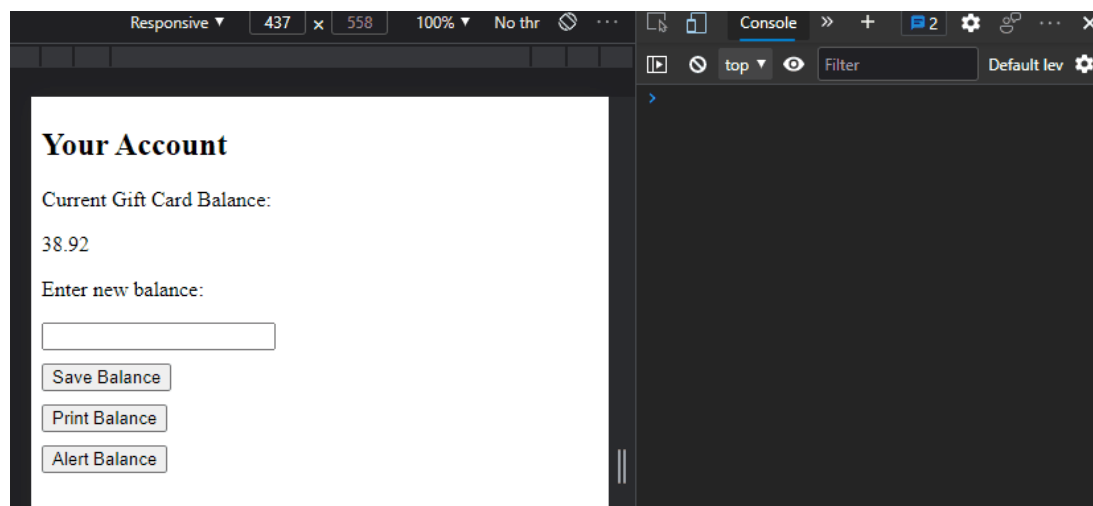 Responsive ▼ 437 x 558 100% ▼ No thr ··· Console » + 2 ··· ×
top ▼ Filter Default lev
>
Your Account
Current Gift Card Balance:
38.92
Enter new balance:
Save Balance
Print Balance
Alert Balance